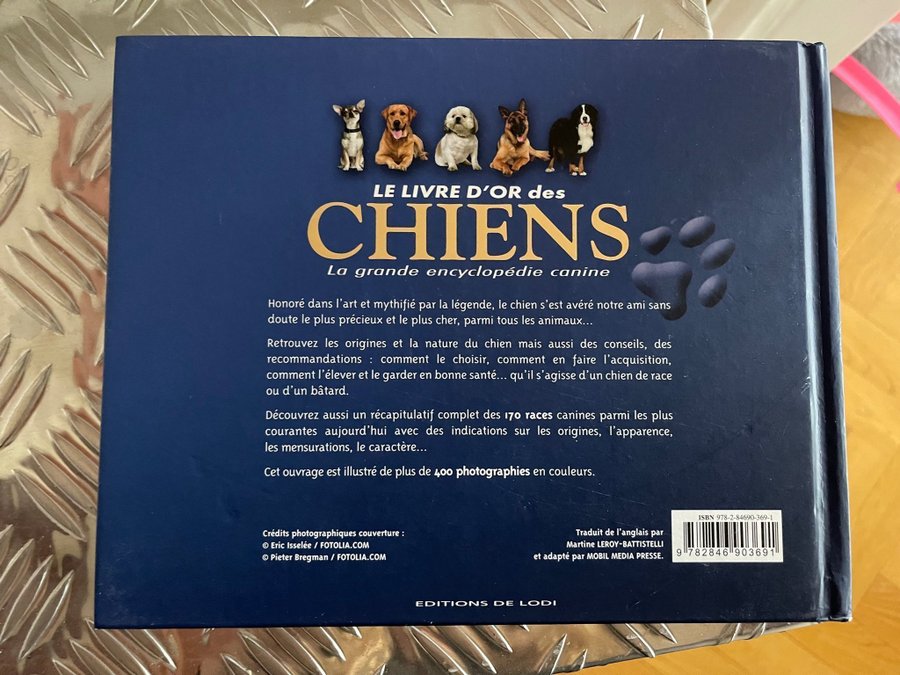 LE LIVRE D'OR des
CHIENS
La grande encyclopédie canine
Honoré dans l'art et mythifié par la légende, le chien s'est avéré notre ami sans
doute le plus précieux et le plus cher, parmi tous les animaux...
Retrouvez les origines et la nature du chien mais aussi des conseils, des
recommandations : comment le choisir, comment en faire l'acquisition,
comment l'élever et le garder en bonne santé... qu'il s'agisse d'un chien de race
ou d'un bâtard.
Découvrez aussi un récapitulatif complet des 170 races canines parmi les plus
courantes aujourd'hui avec des indications sur les origines, l'apparence,
les mensurations, le caractère...
Cet ouvrage est illustré de plus de 400 photographies en couleurs.
Crédits photographiques couverture :
© Eric Isselée / FOTOLIA.COM
© Pieter Bregman / FOTOLIA.COM
Traduit de l'anglais par
Martine LEROY-BATTISTELLI
et adapté par MOBIL MEDIA PRESSE.
ISBN 978-2-84690-369-1
9 782846 903691
EDITIONS DE LODI